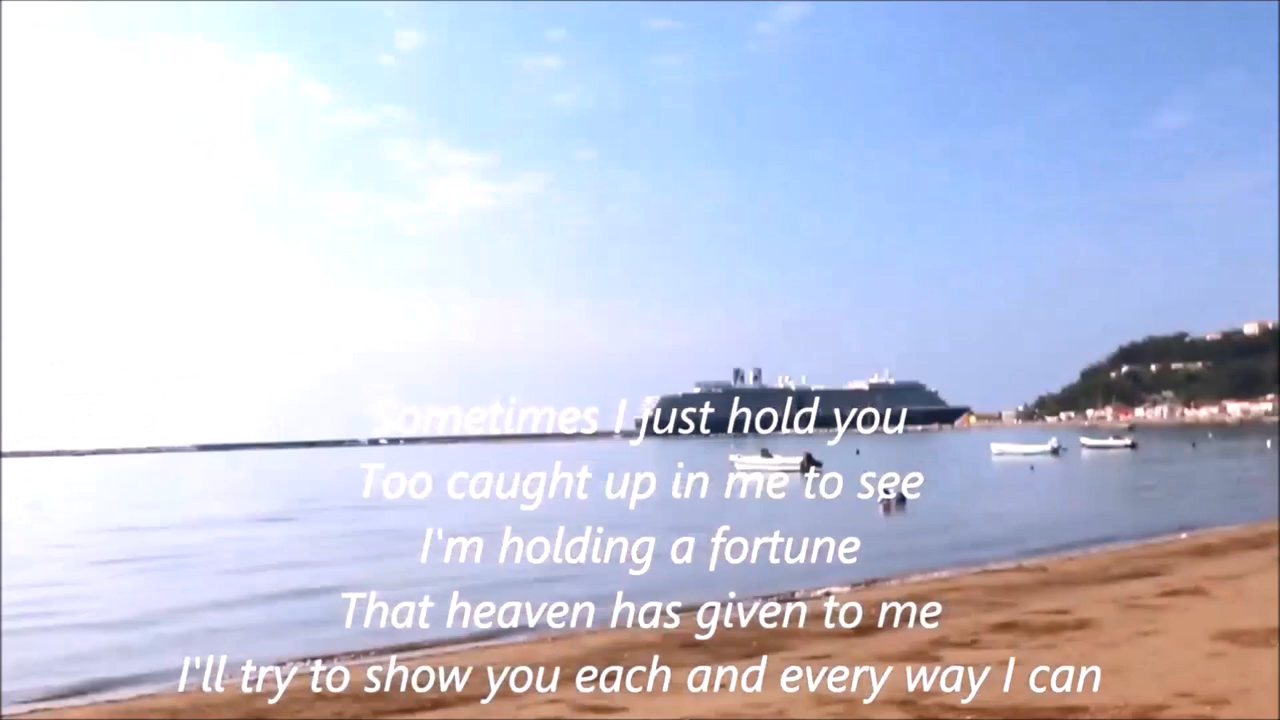 Sometimes I just hold you
Too caught up in me to see
I'm holding a fortune
That heaven has given to me
I'll try to show you each and every way I can